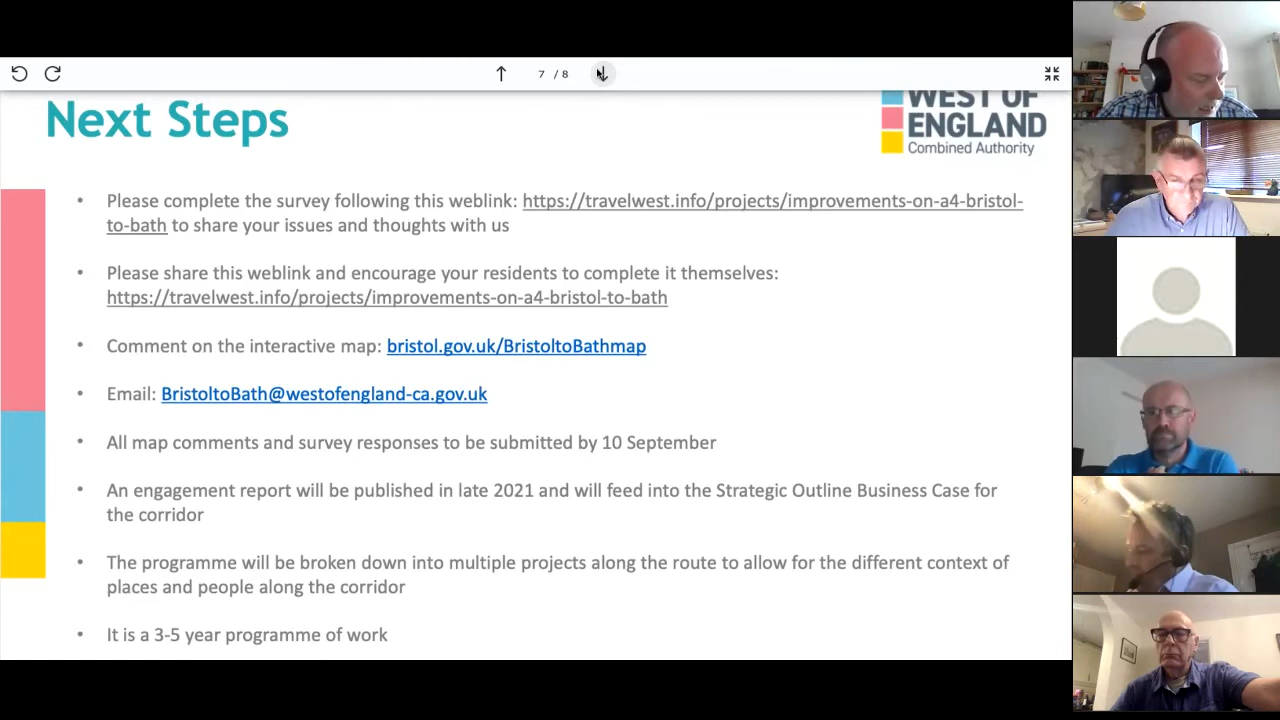 7 / 8
Next Steps
WEST OF
ENGLAND
Combined Authority
• Please complete the survey following this weblink: https://travelwest.info/projects/improvements-on-a4-bristol-
to-bath to share your issues and thoughts with us
• Please share this weblink and encourage your residents to complete it themselves:
https://travelwest.info/projects/improvements-on-a4-bristol-to-bath
• Comment on the interactive map: bristol.gov.uk/BristoltoBathmap
• Email: BristoltoBath@westofengland-ca.gov.uk
• All map comments and survey responses to be submitted by 10 September
• An engagement report will be published in late 2021 and will feed into the Strategic Outline Business Case for
the corridor
• The programme will be broken down into multiple projects along the route to allow for the different context of
places and people along the corridor
• It is a 3-5 year programme of work